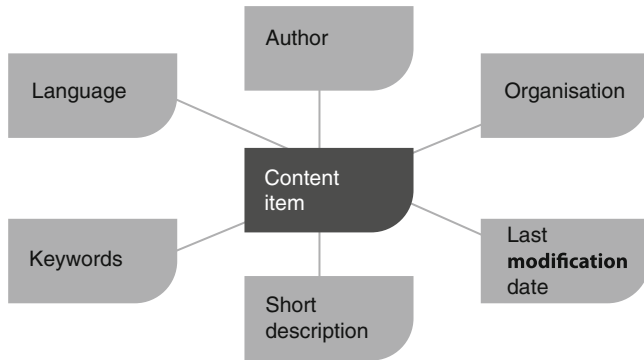 Author
Language
Organisation
Content
item
Keywords
Last
modification
date
Short
description